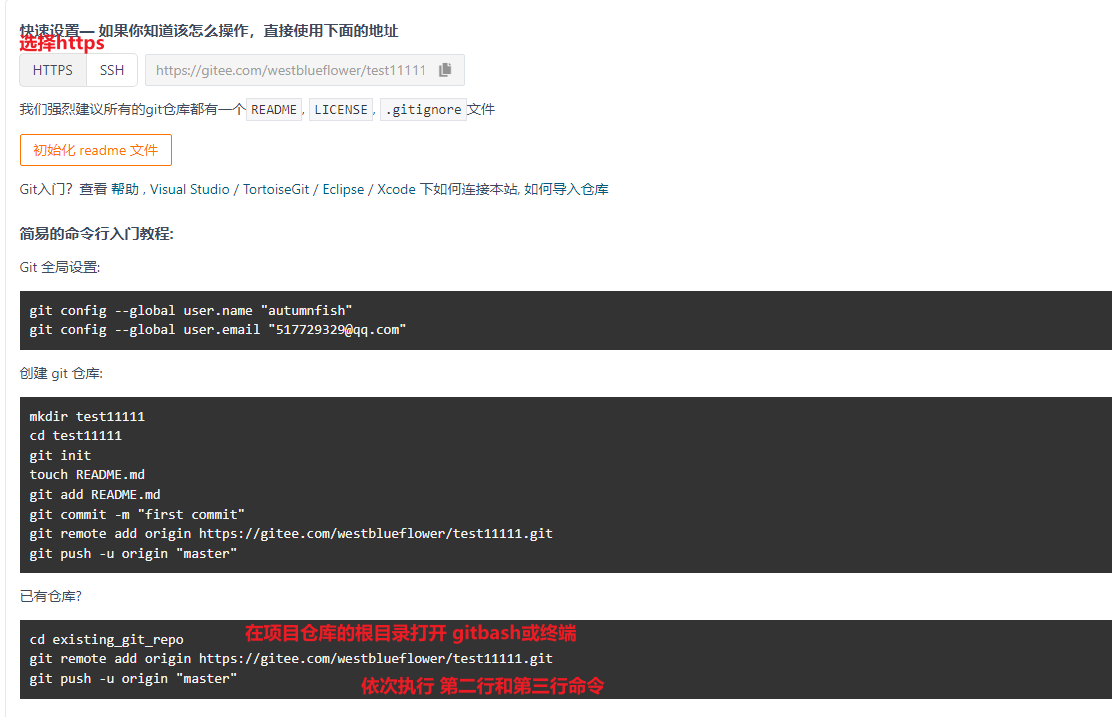 快速设置— 如果你知道该怎么操作，直接使用下面的地址
选择https
HTTPS SSH https://gitee.com/westblueflower/test11111
我们强烈建议所有的git仓库都有一个 README , LICENSE , .gitignore 文件
初始化 readme 文件
Git入门？查看 帮助 , Visual Studio / TortoiseGit / Eclipse / Xcode 下如何连接本站, 如何导入仓库
简易的命令行入门教程:
Git 全局设置:
git config --global user.name "autumnfish"
git config --global user.email "517729329@qq.com"
创建 git 仓库:
mkdir test11111
cd test11111
git init
touch README.md
git add README.md
git commit -m "first commit"
git remote add origin https://gitee.com/westblueflower/test11111.git
git push -u origin "master"
已有仓库?
在项目仓库的根目录打开 gitbash或终端
cd existing_git_repo
git remote add origin https://gitee.com/westblueflower/test11111.git
git push -u origin "master"
依次执行 第二行和第三行命令